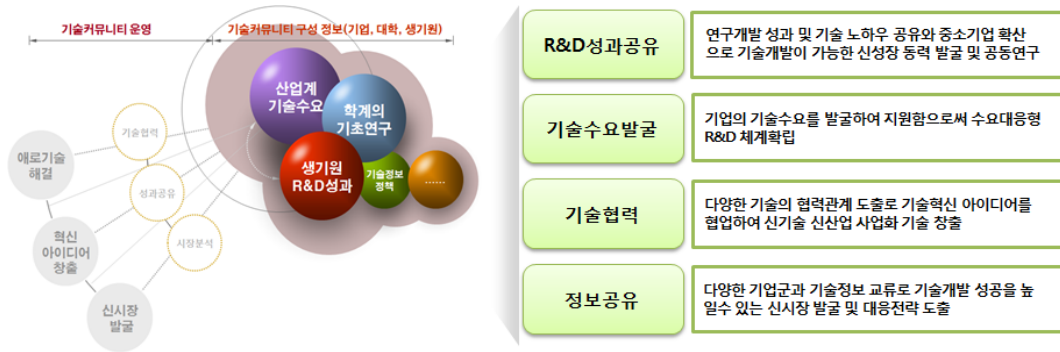 기술커뮤니티 운영
기술커뮤니티 구성 정보(기업, 대학, 생기원)
산업계
기술수요
학계의
기초연구
생기원
R&D성과
기술정보
정책
......
기술협력
성과공유
시장분석
애로기술
해결
혁신
아이디어
창출
신시장
발굴
R&D성과공유
연구개발 성과 및 기술 노하우 공유와 중소기업 확산
으로 기술개발이 가능한 신성장 동력 발굴 및 공동연구
기술수요발굴
기업의 기술수요를 발굴하여 지원함으로써 수요대응형
R&D 체계확립
기술협력
다양한 기술의 협력관계 도출로 기술혁신 아이디어를
협업하여 신기술 신산업 사업화 기술 창출
정보공유
다양한 기업군과 기술정보 교류로 기술개발 성공을 높
일수 있는 신시장 발굴 및 대응전략 도출